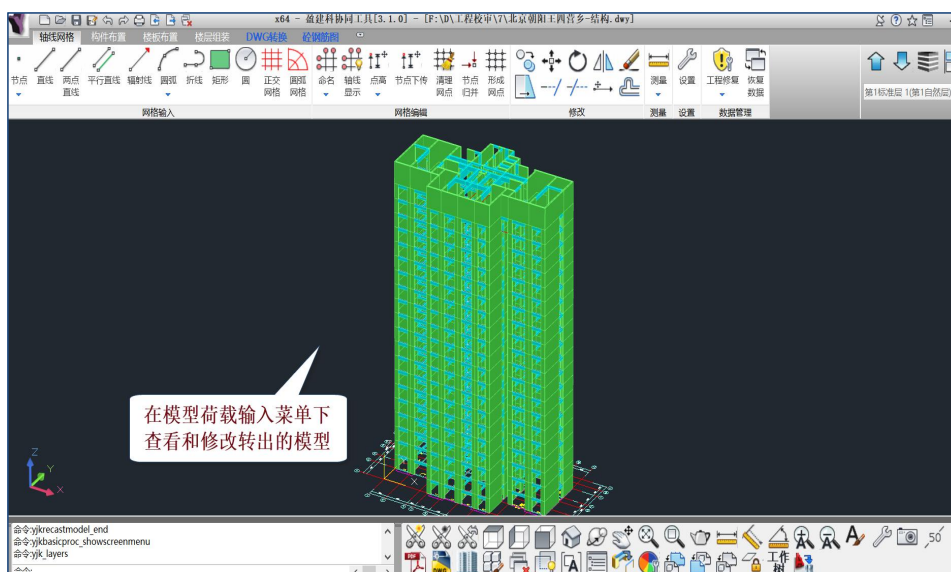 x64 - 盈建科协同工具[3.1.0] - [F:\D\工程校审\7\北京朝阳王四营乡-结构.dwy]
轴线网格 构件布置 楼板布置 楼层组装 DWG转换 砼钢筋削
节点 直线 两点直线 平行直线 辐射线 圆弧 折线 矩形 圆 正交网格 圆弧网格 命名 轴线显示 点高 节点下传 清理网点 节点归并 形成网点 测量 设置 工程修复 恢复数据
第1标准层 1(第1自然层)
网格输入 网格编辑 修改 测量 设置 数据管理
在模型荷载输入菜单下
查看和修改转出的模型
Z
Y
X
X
命令:yjkrecastmodel_end
命令:yjkbasicproc_showscreenmenu
命令:yjk_layers
命令:
50
PDF
DWG
工作树